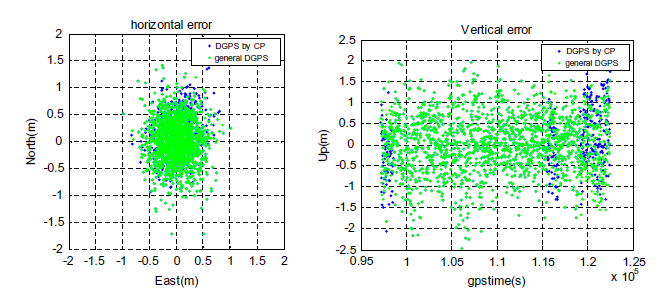 horizontal error
2
1.5
1
0.5
0
-0.5
-1
-1.5
-2
North(m)
DGPS by CP
general DGPS
-2 -1.5 -1 -0.5 0 0.5 1 1.5 2
East(m)
Vertical error
2.5
2
1.5
1
0.5
0
-0.5
-1
-1.5
-2
-2.5
Up(m)
DGPS by CP
general DGPS
0.95 1 1.05 1.1 1.15 1.2 1.25
gpstime(s)
x 10^5